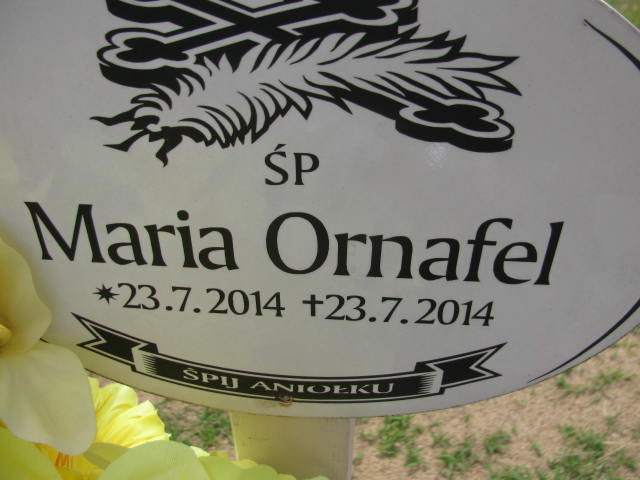 ŚP
Maria Ornafel
✷23.7.2014 ✝23.7.2014
ŚPIJ ANIOŁKU